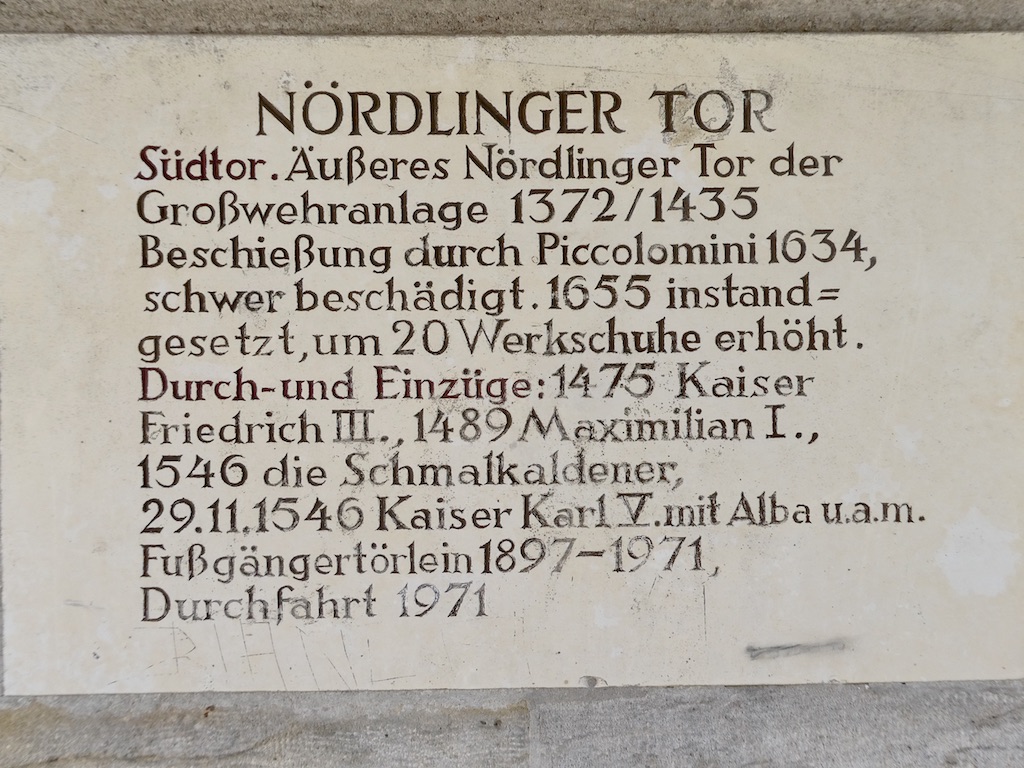 NÖRDLINGER TOR
Südtor. Äußeres Nördlinger Tor der
Großwehranlage 1372/1435
Beschießung durch Piccolomini 1634,
schwer beschädigt. 1655 instand=
gesetzt, um 20 Werkschuhe erhöht.
Durch-und Einzüge: 1475 Kaiser
Friedrich III., 1489 Maximilian I.,
1546 die Schmalkaldener,
29.11.1546 Kaiser Karl V. mit Alba u.a.m.
Fußgängertörlein 1897–1971,
Durchfahrt 1971